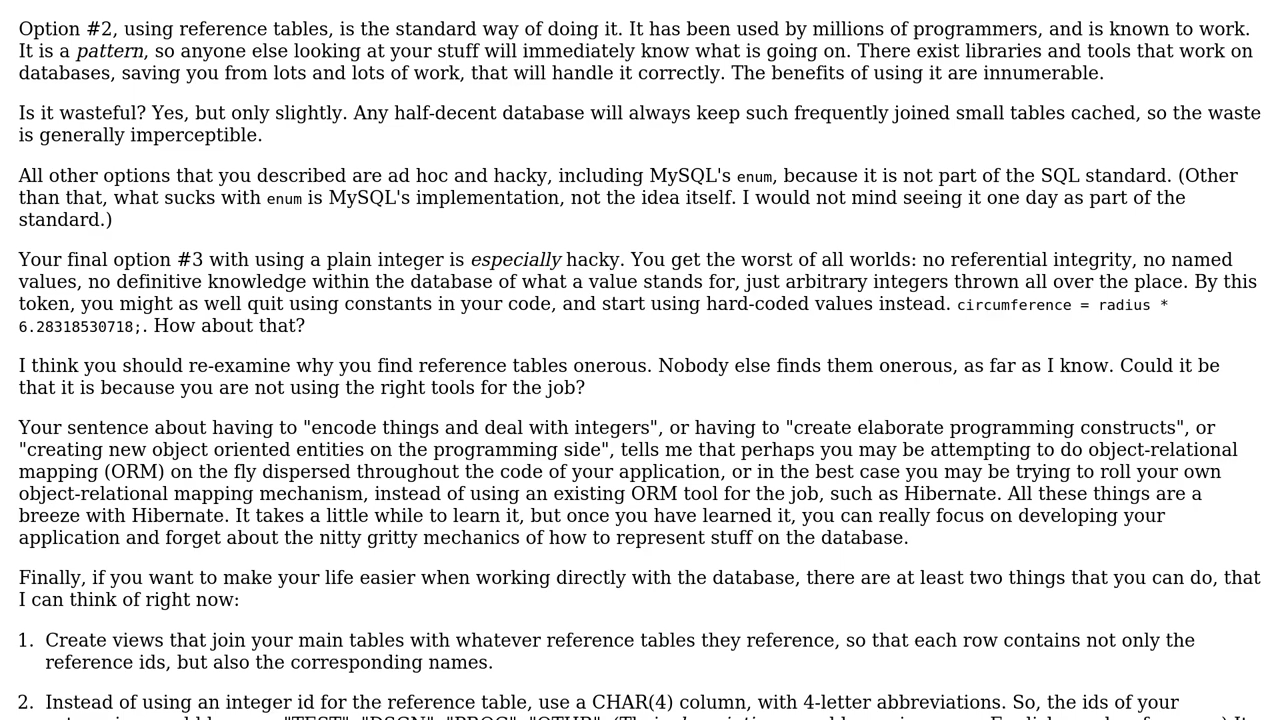 Option #2, using reference tables, is the standard way of doing it. It has been used by millions of programmers, and is known to work.
It is a pattern, so anyone else looking at your stuff will immediately know what is going on. There exist libraries and tools that work on
databases, saving you from lots and lots of work, that will handle it correctly. The benefits of using it are innumerable.
Is it wasteful? Yes, but only slightly. Any half-decent database will always keep such frequently joined small tables cached, so the waste
is generally imperceptible.
All other options that you described are ad hoc and hacky, including MySQL's enum, because it is not part of the SQL standard. (Other
than that, what sucks with enum is MySQL's implementation, not the idea itself. I would not mind seeing it one day as part of the
standard.)
Your final option #3 with using a plain integer is especially hacky. You get the worst of all worlds: no referential integrity, no named
values, no definitive knowledge within the database of what a value stands for, just arbitrary integers thrown all over the place. By this
token, you might as well quit using constants in your code, and start using hard-coded values instead. circumference = radius *
6.28318530718;. How about that?
I think you should re-examine why you find reference tables onerous. Nobody else finds them onerous, as far as I know. Could it be
that it is because you are not using the right tools for the job?
Your sentence about having to "encode things and deal with integers", or having to "create elaborate programming constructs", or
"creating new object oriented entities on the programming side", tells me that perhaps you may be attempting to do object-relational
mapping (ORM) on the fly dispersed throughout the code of your application, or in the best case you may be trying to roll your own
object-relational mapping mechanism, instead of using an existing ORM tool for the job, such as Hibernate. All these things are a
breeze with Hibernate. It takes a little while to learn it, but once you have learned it, you can really focus on developing your
application and forget about the nitty gritty mechanics of how to represent stuff on the database.
Finally, if you want to make your life easier when working directly with the database, there are at least two things that you can do, that
I can think of right now:
1. Create views that join your main tables with whatever reference tables they reference, so that each row contains not only the
reference ids, but also the corresponding names.
2. Instead of using an integer id for the reference table, use a CHAR(4) column, with 4-letter abbreviations. So, the ids of your